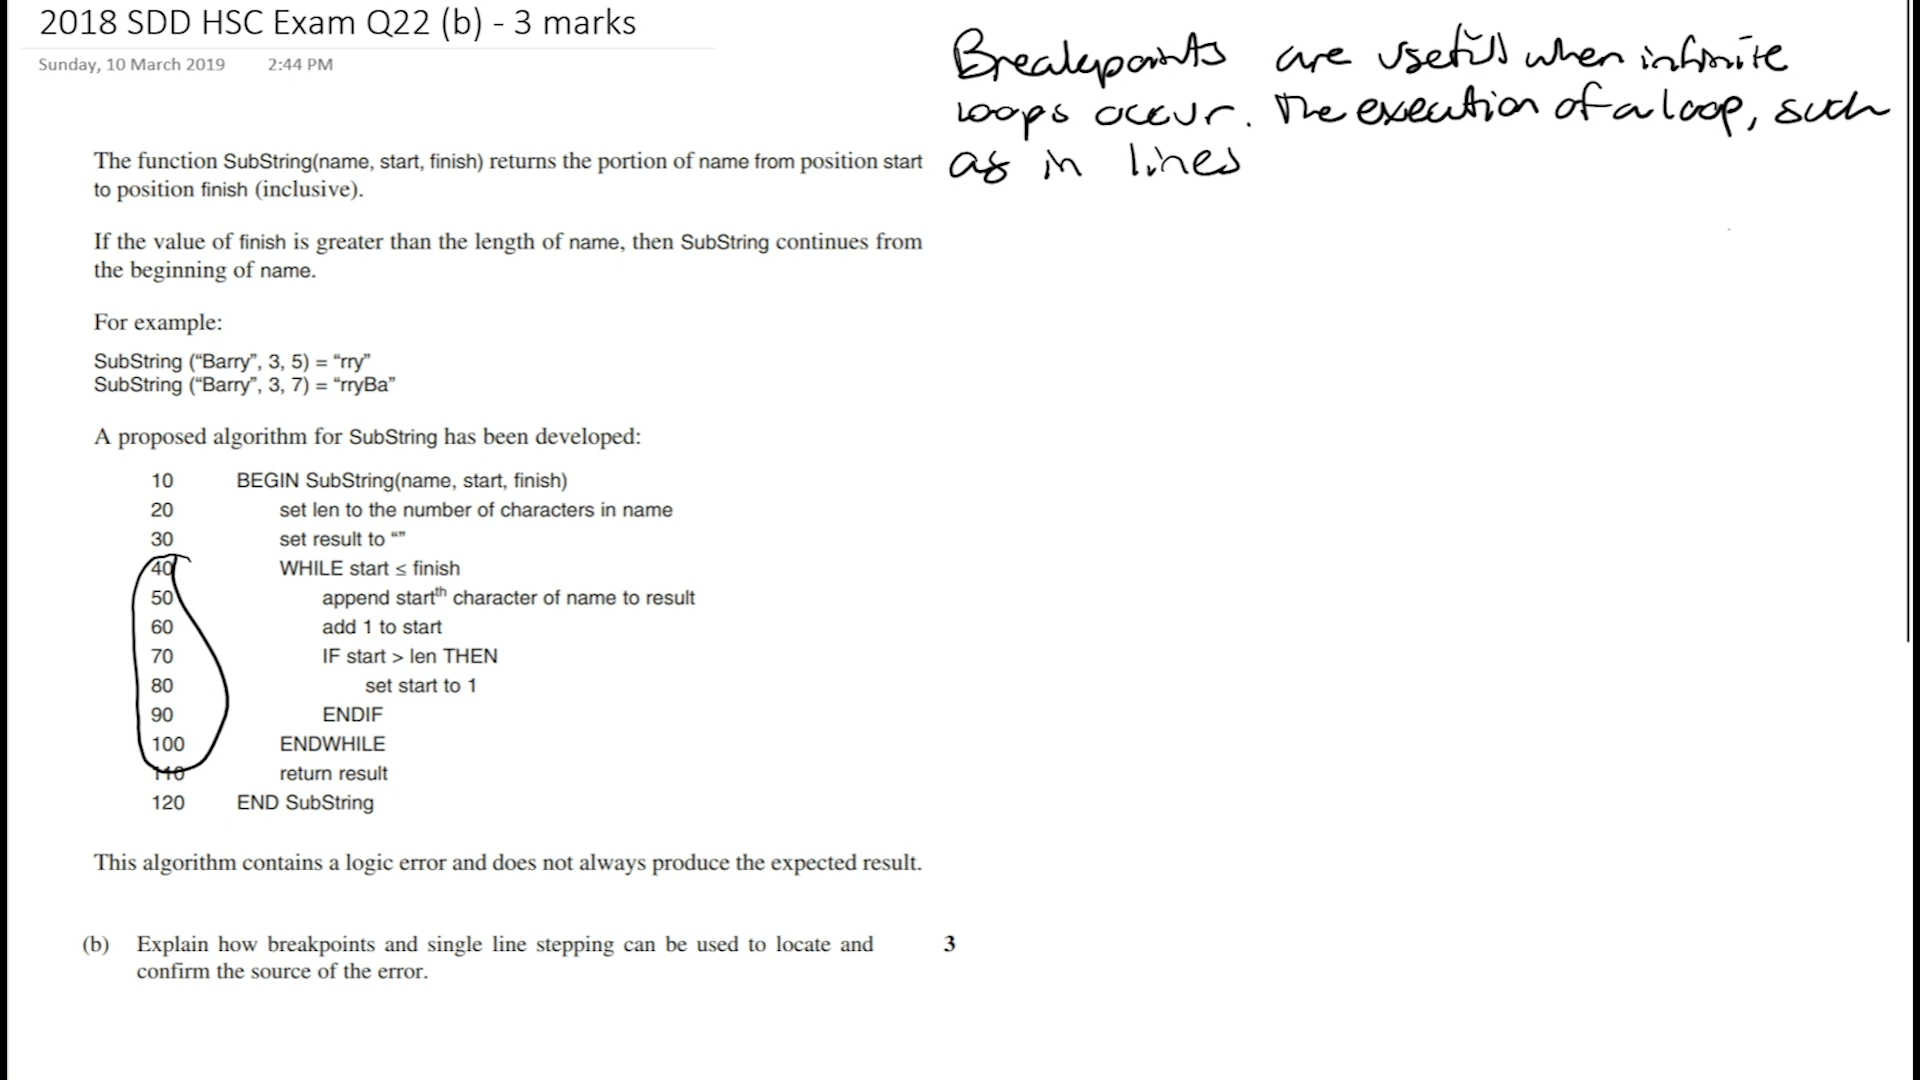 2018 SDD HSC Exam Q22 (b) - 3 marks
Sunday, 10 March 2019 2:44 PM
Breakpoints are useful when infinite
loops occur. The execution of a loop, such
as in lines
The function SubString(name, start, finish) returns the portion of name from position start
to position finish (inclusive).
If the value of finish is greater than the length of name, then SubString continues from
the beginning of name.
For example:
SubString (“Barry”, 3, 5) = “rry”
SubString (“Barry”, 3, 7) = “rryBa”
A proposed algorithm for SubString has been developed:
10 BEGIN SubString(name, start, finish)
20 set len to the number of characters in name
30 set result to “”
40 WHILE start ≤ finish
50 append startth character of name to result
60 add 1 to start
70 IF start > len THEN
80 set start to 1
90 ENDIF
100 ENDWHILE
110 return result
120 END SubString
This algorithm contains a logic error and does not always produce the expected result.
(b) Explain how breakpoints and single line stepping can be used to locate and 3
confirm the source of the error.